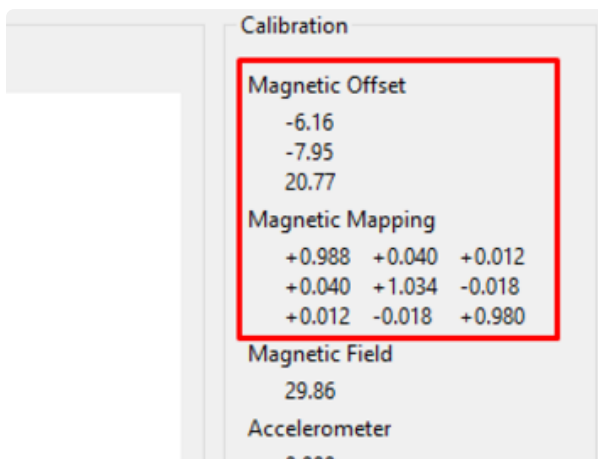 Calibration
Magnetic Offset
-6.16
-7.95
20.77
Magnetic Mapping
+0.988 +0.040 +0.012
+0.040 +1.034 -0.018
+0.012 -0.018 +0.980
Magnetic Field
29.86
Accelerometer